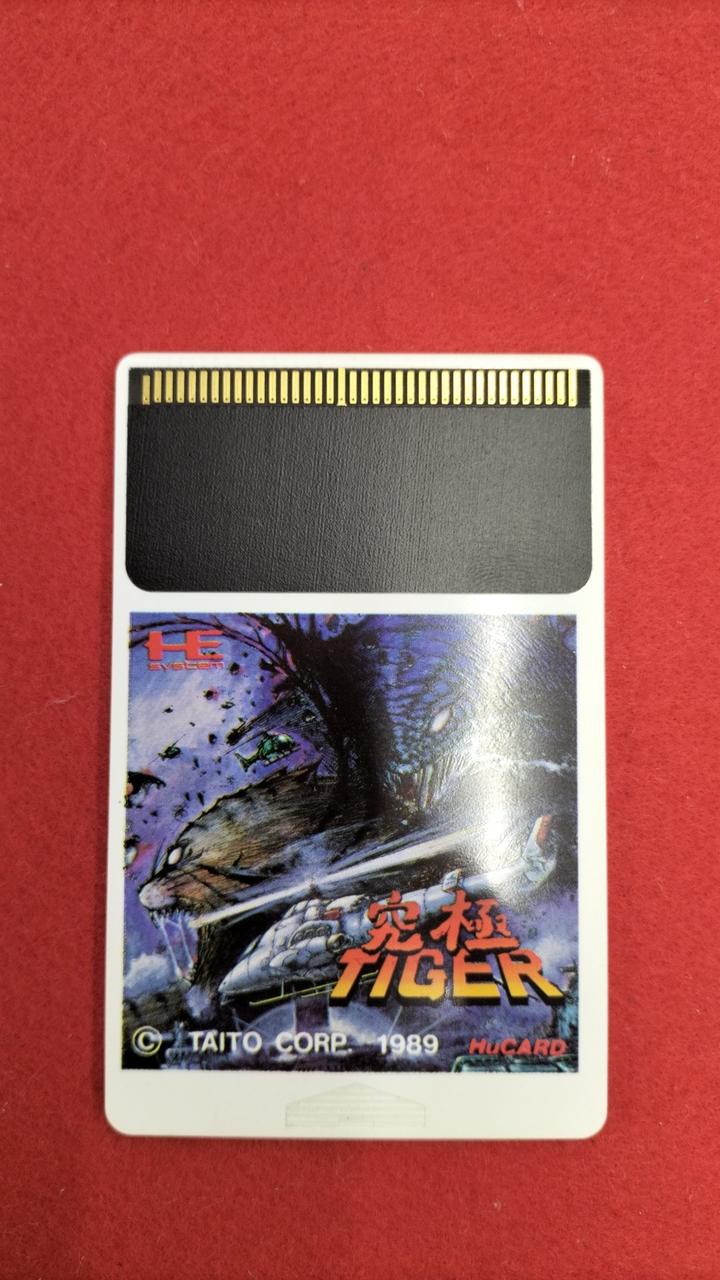 HE
system
究極
TIGER
© TAITO CORP. 1989
HuCARD